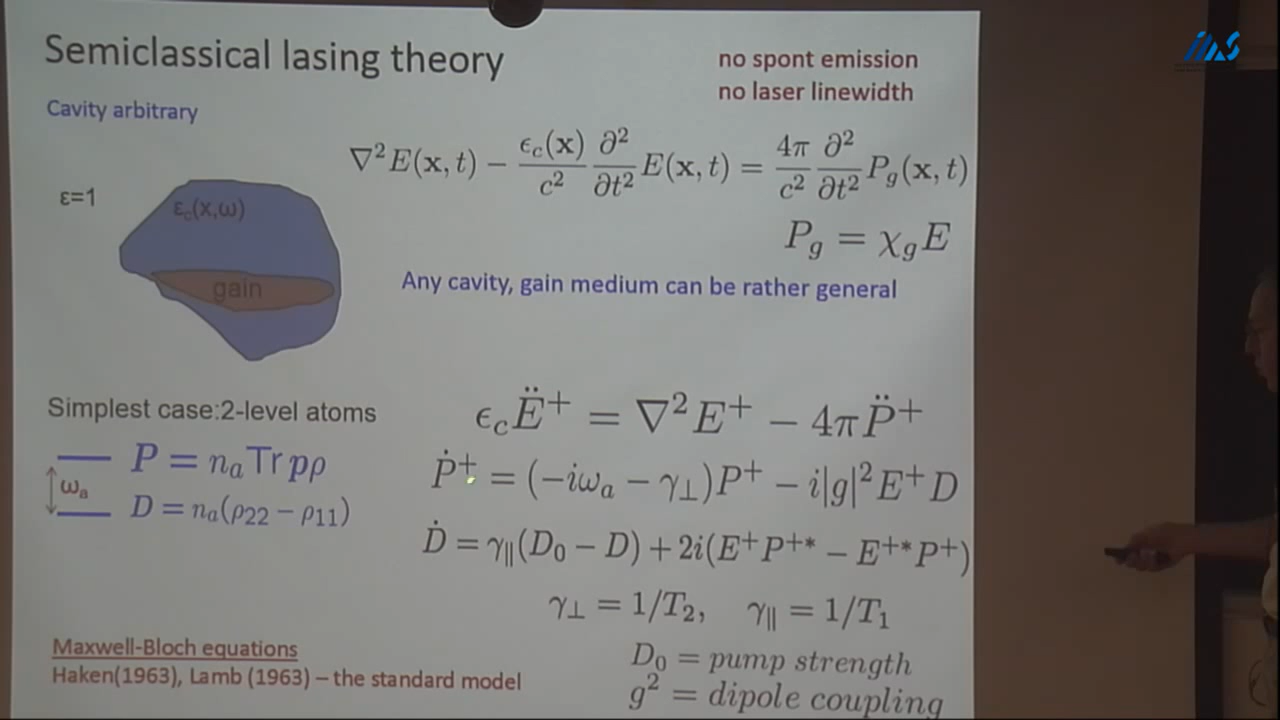 Semiclassical lasing theory
no spont emission
no laser linewidth
Cavity arbitrary
∇²E(x, t) − ϵ_c(x)/c² ∂²/∂t² E(x, t) = 4π/c² ∂²/∂t² P_g(x, t)
ε=1
ε_c(x,ω)
P_g = χ_g E
gain
Any cavity, gain medium can be rather general
Simplest case:2-level atoms
ϵ_c Ë⁺ = ∇²E⁺ − 4πP̈⁺
P = n_a Tr pρ
Ṗ⁺ = (−iω_a − γ_⊥)P⁺ − i|g|²E⁺D
ω_a
D = n_a(ρ₂₂ − ρ₁₁)
Ḋ = γ_∥(D₀ − D) + 2i(E⁺P⁺* − E⁺*P⁺)
γ_⊥ = 1/T₂, γ_∥ = 1/T₁
Maxwell-Bloch equations
Haken(1963), Lamb (1963) – the standard model
D₀ = pump strength
g² = dipole coupling